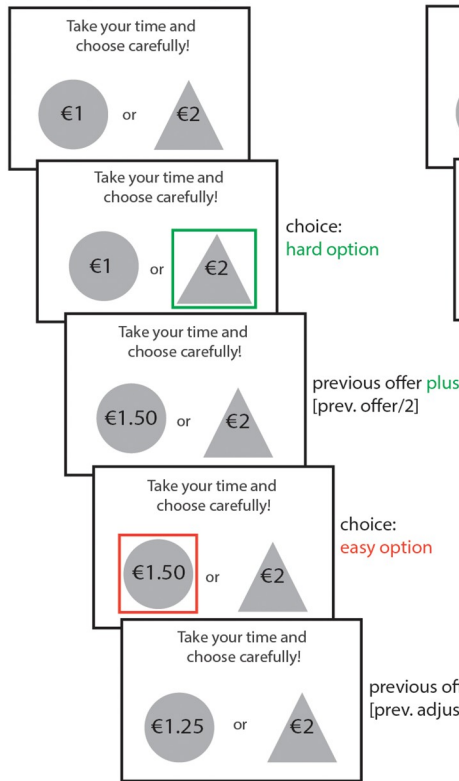 Take your time and
choose carefully!
€1 or €2
Take your time and
choose carefully!
€1 or €2
choice:
hard option
Take your time and
choose carefully!
€1.50 or €2
previous offer plus
[prev. offer/2]
Take your time and
choose carefully!
€1.50 or €2
choice:
easy option
Take your time and
choose carefully!
€1.25 or €2
previous
[prev.